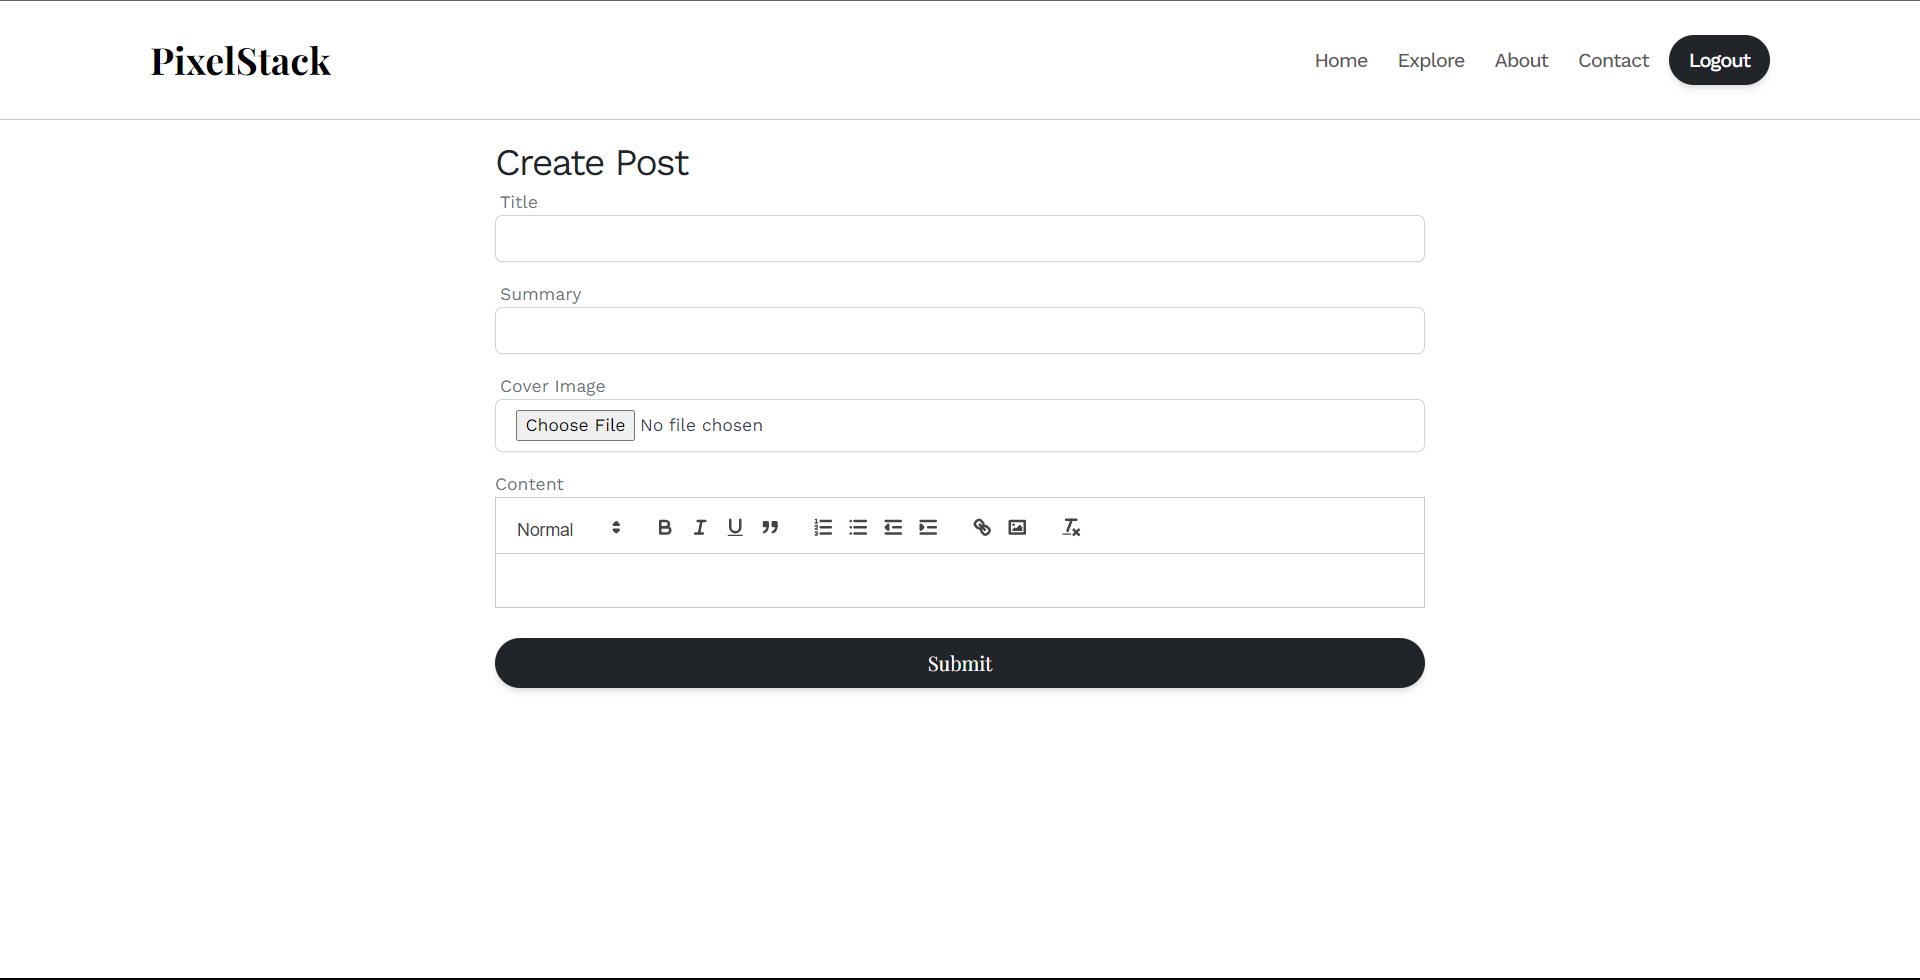 PixelStack
Home Explore About Contact Logout
Create Post
Title
Summary
Cover Image
Choose File No file chosen
Content
Normal
Submit